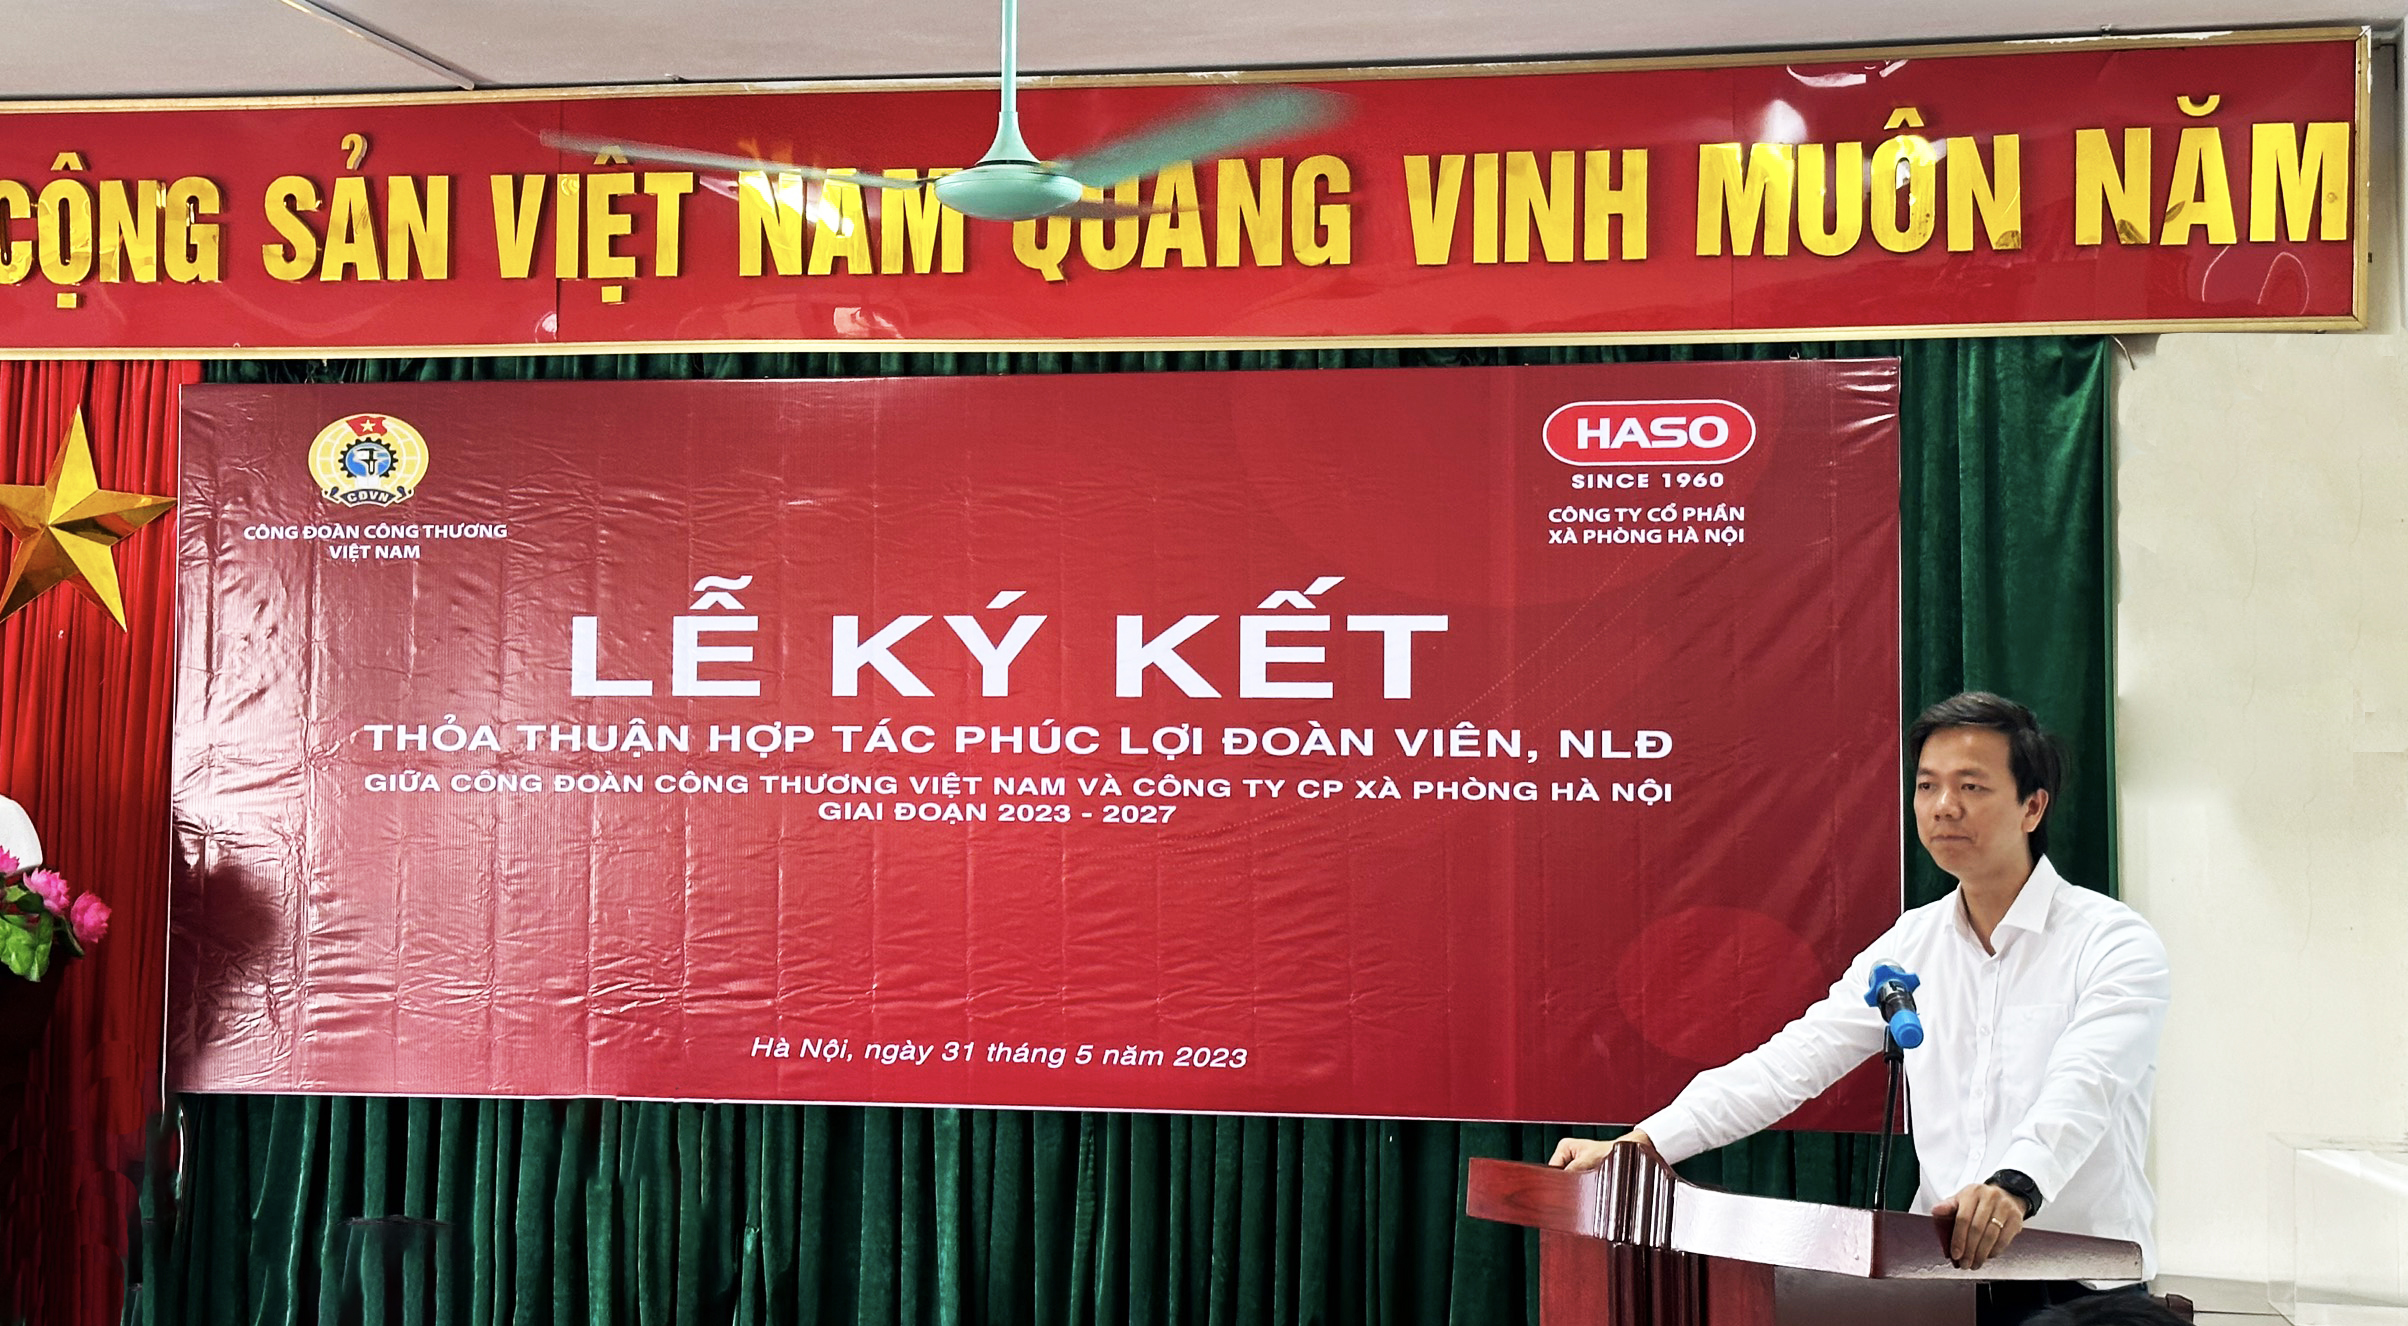 CỘNG SẢN VIỆT NAM QUANG VINH MUÔN NĂM
CĐVN
CÔNG ĐOÀN CÔNG THƯƠNG
VIỆT NAM
HASO
SINCE 1960
CÔNG TY CỔ PHẦN
XÀ PHÒNG HÀ NỘI
LỄ KÝ KẾT
THỎA THUẬN HỢP TÁC PHÚC LỢI ĐOÀN VIÊN, NLĐ
GIỮA CÔNG ĐOÀN CÔNG THƯƠNG VIỆT NAM VÀ CÔNG TY CP XÀ PHÒNG HÀ NỘI
GIAI ĐOẠN 2023 - 2027
Hà Nội, ngày 31 tháng 5 năm 2023